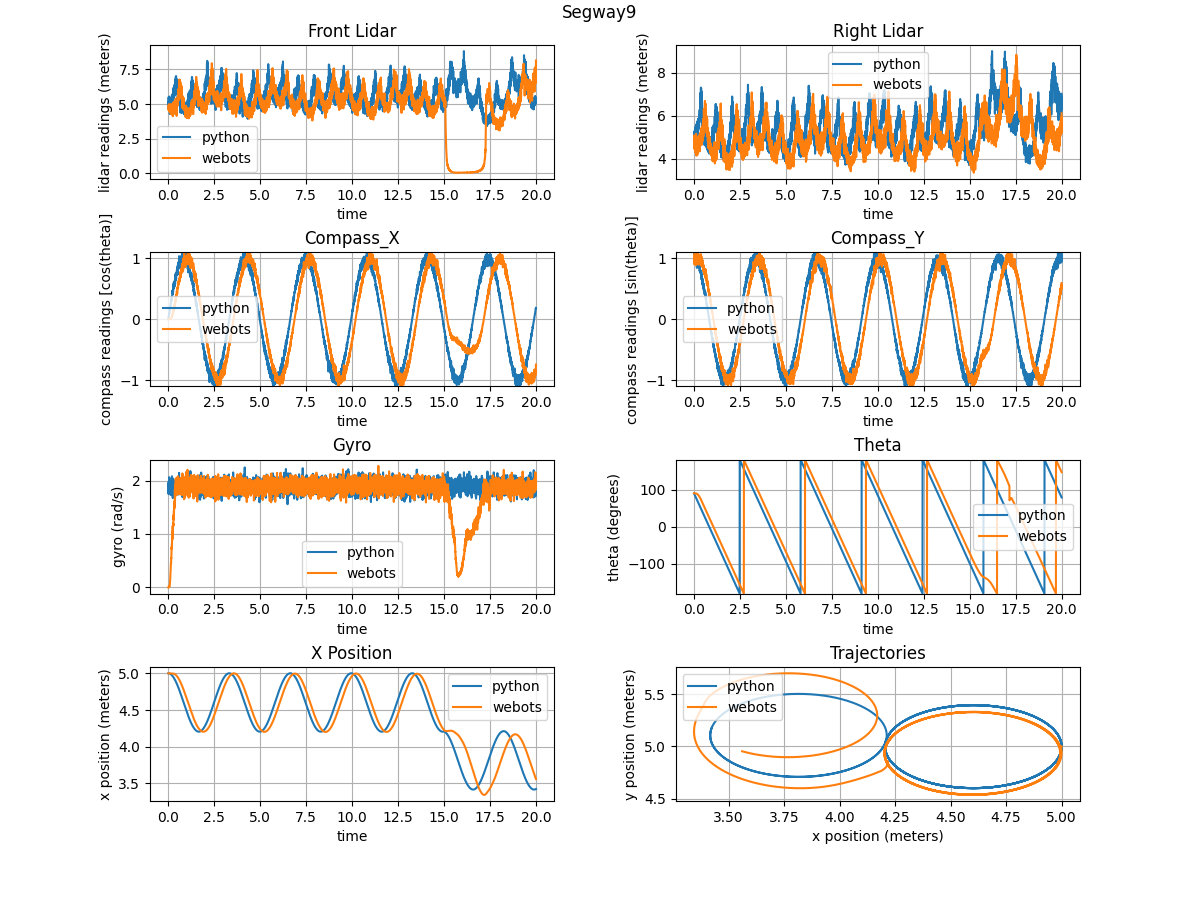 Segway9
Front Lidar
lidar readings (meters)
7.5
5.0
2.5
0.0
python
webots
0.0 2.5 5.0 7.5 10.0 12.5 15.0 17.5 20.0
time
Right Lidar
lidar readings (meters)
8
6
4
python
webots
0.0 2.5 5.0 7.5 10.0 12.5 15.0 17.5 20.0
time
Compass_X
compass readings [cos(theta)]
1
0
−1
python
webots
0.0 2.5 5.0 7.5 10.0 12.5 15.0 17.5 20.0
time
Compass_Y
compass readings [sin(theta)]
1
0
−1
python
webots
0.0 2.5 5.0 7.5 10.0 12.5 15.0 17.5 20.0
time
Gyro
gyro (rad/s)
2
1
0
python
webots
0.0 2.5 5.0 7.5 10.0 12.5 15.0 17.5 20.0
time
Theta
theta (degrees)
100
0
−100
python
webots
0.0 2.5 5.0 7.5 10.0 12.5 15.0 17.5 20.0
time
X Position
x position (meters)
5.0
4.5
4.0
3.5
python
webots
0.0 2.5 5.0 7.5 10.0 12.5 15.0 17.5 20.0
time
Trajectories
y position (meters)
5.5
5.0
4.5
python
webots
3.50 3.75 4.00 4.25 4.50 4.75 5.00
x position (meters)